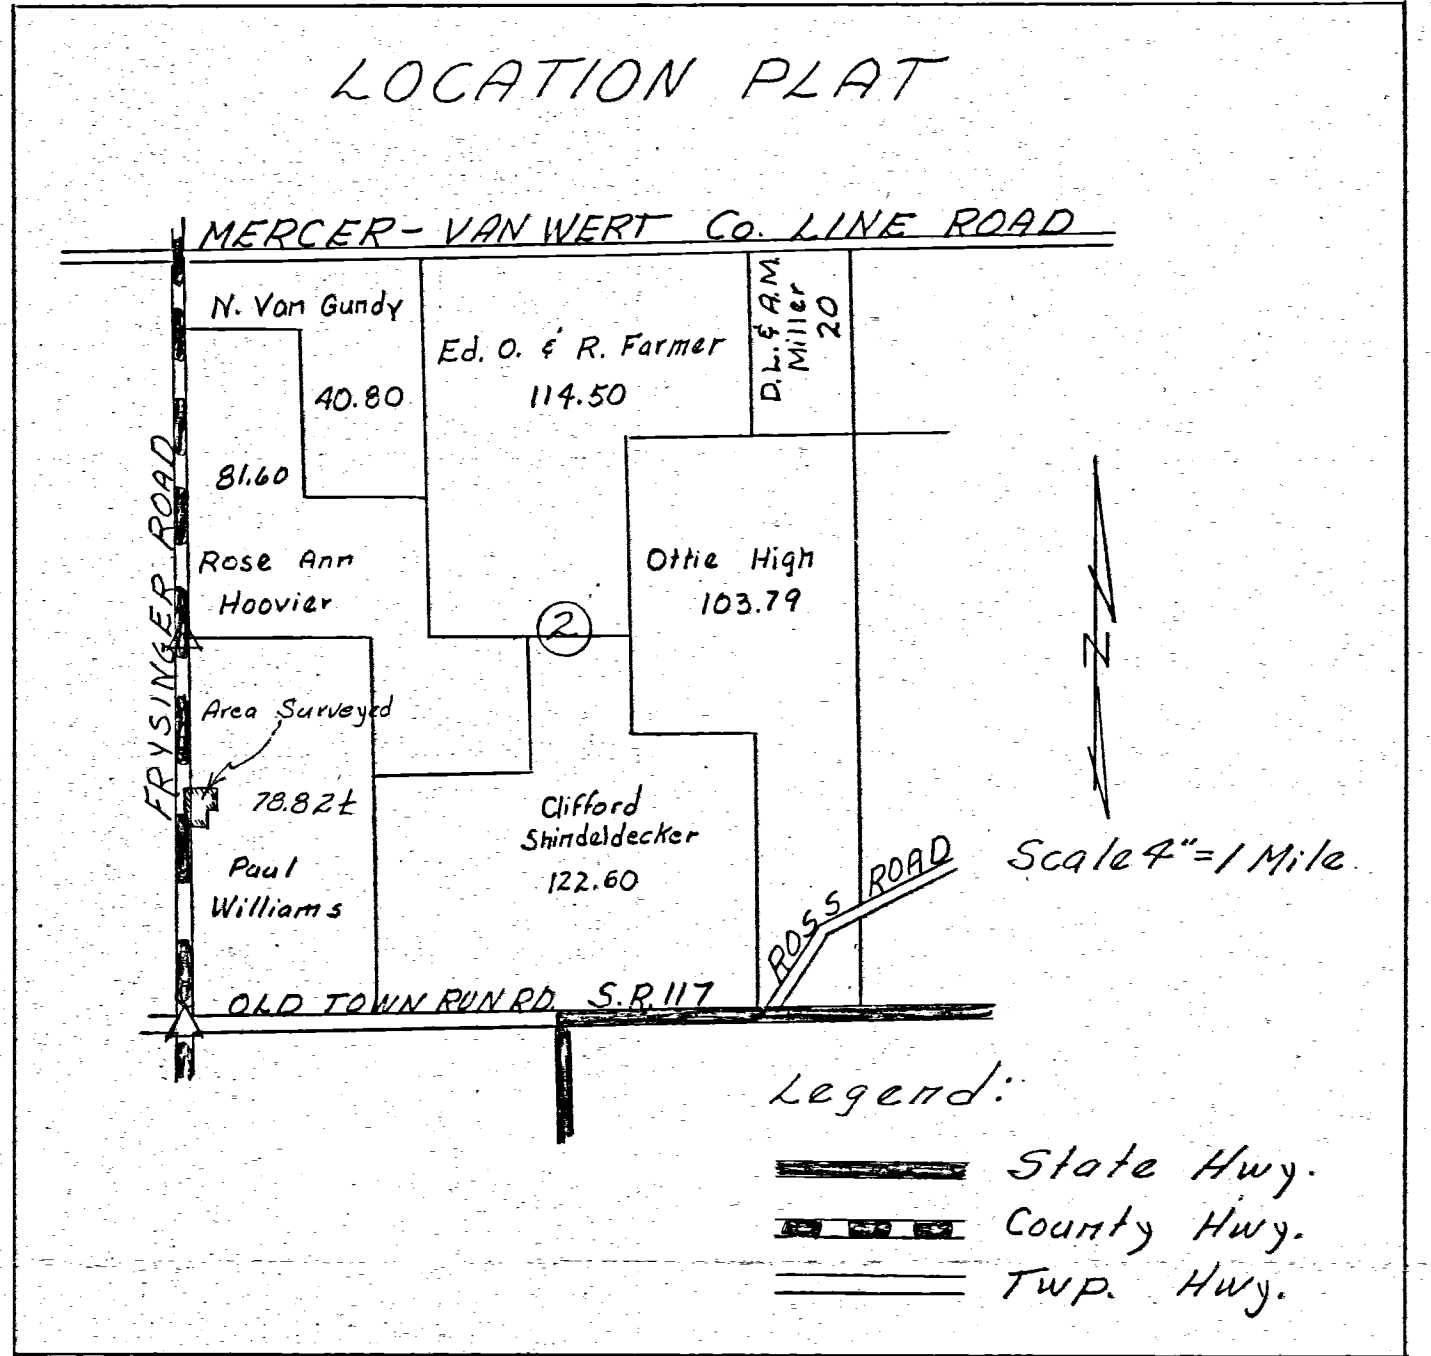 LOCATION PLAT
MERCER-VAN WERT Co. LINE ROAD
N. Van Gundy
40.80
Ed. O. & R. Farmer
114.50
D.L. & A.M.
Miller
20
81.60
Rose Ann
Hoovier
FRYSINGER ROAD
Ottie High
103.79
2
N
Area Surveyed
78.82±
Paul
Williams
Clifford
Shindeldecker
122.60
ROSS ROAD
Scale 4"=1 Mile
OLD TOWN RUN RD. S.R. 117
Legend:
State Hwy.
County Hwy.
Twp. Hwy.